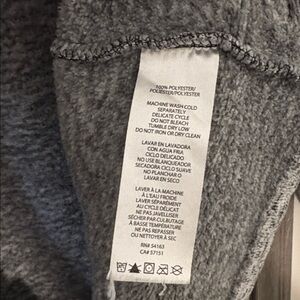 100% POLYESTER/
POLIESTER/POLYESTER
MACHINE WASH COLD
SEPARATELY
DELICATE CYCLE
DO NOT BLEACH
TUMBLE DRY LOW
DO NOT IRON OR DRY CLEAN
LAVAR EN LAVADORA
CON AGUA FRIA
CICLO DELICADO
NO USE BLANQUEADOR
SECADORA CICLO SUAVE
NO PLANCHAR O
LAVAR EN SECO
LAVER À LA MACHINE
À L'EAU FROIDE
LAVER SÉPARÉMENT
AU CYCLE DÉLICAT
NE PAS JAVELLISER
SÉCHER PAR CULBUTAGE
À BASSE TEMPÉRATURE
NE PAS REPASSER
OU NETTOYER À SEC
RN# 54163
CA# 57151